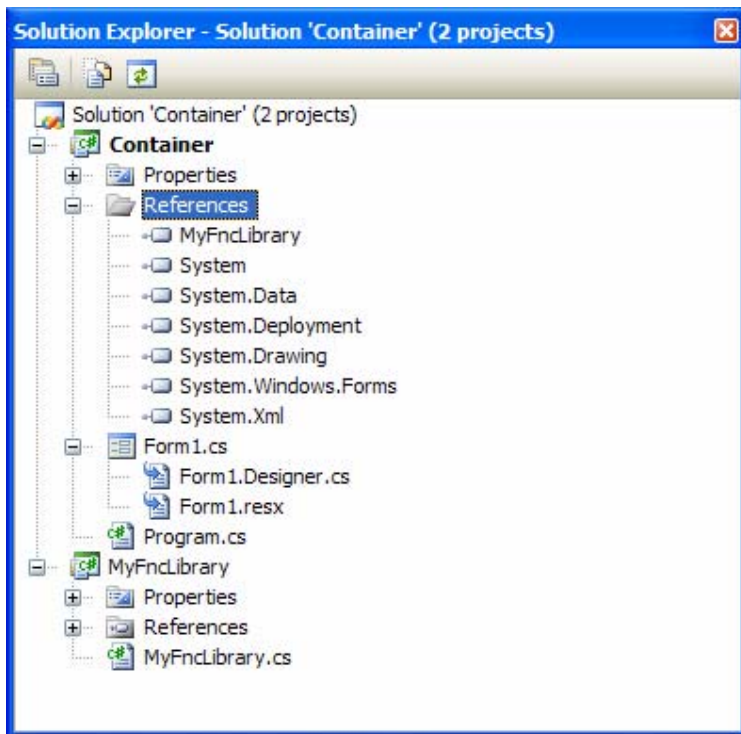 Solution Explorer - Solution 'Container' (2 projects)
Solution 'Container' (2 projects)
Container
Properties
References
MyFncLibrary
System
System.Data
System.Deployment
System.Drawing
System.Windows.Forms
System.Xml
Form1.cs
Form1.Designer.cs
Form1.resx
Program.cs
MyFncLibrary
Properties
References
MyFncLibrary.cs